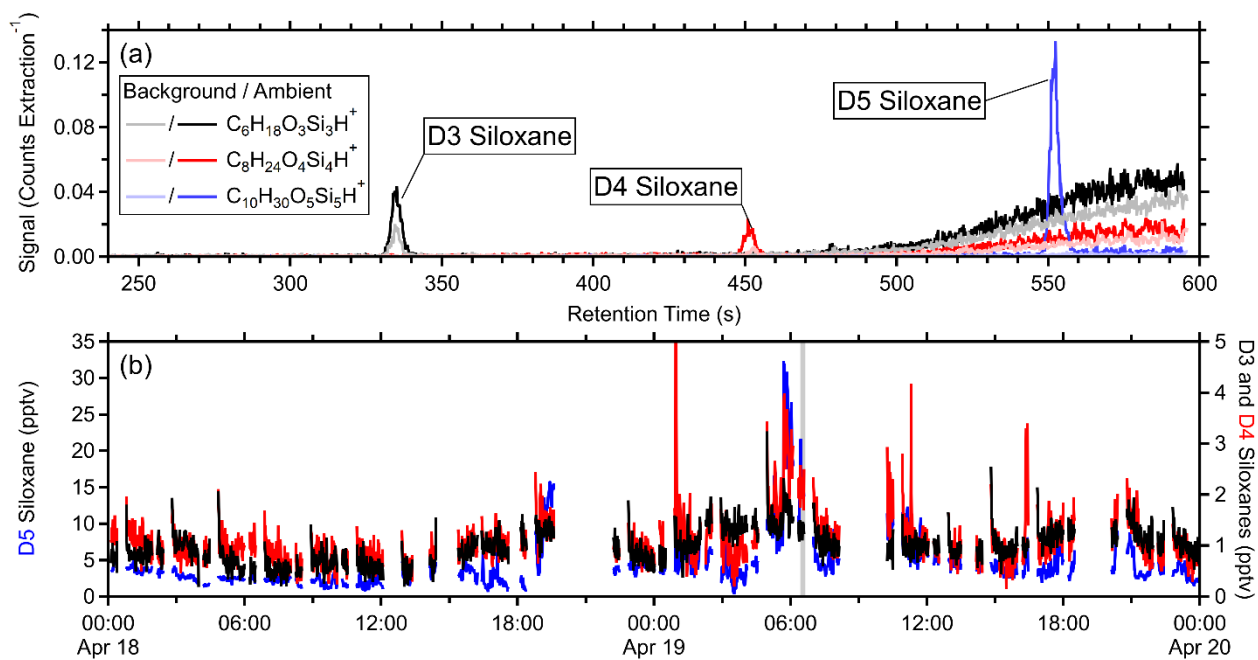 (a)
Signal (Counts Extraction⁻¹)
0.12
0.08
0.04
0.00
Background / Ambient
/ C₆H₁₈O₃Si₃H⁺
/ C₈H₂₄O₄Si₄H⁺
/ C₁₀H₃₀O₅Si₅H⁺
D3 Siloxane
D4 Siloxane
D5 Siloxane
250 300 350 400 450 500 550 600
Retention Time (s)
(b)
D5 Siloxane (pptv)
35
30
25
20
15
10
5
0
D3 and D4 Siloxanes (pptv)
5
4
3
2
1
0
00:00 06:00 12:00 18:00 00:00 06:00 12:00 18:00 00:00
Apr 18 Apr 19 Apr 20